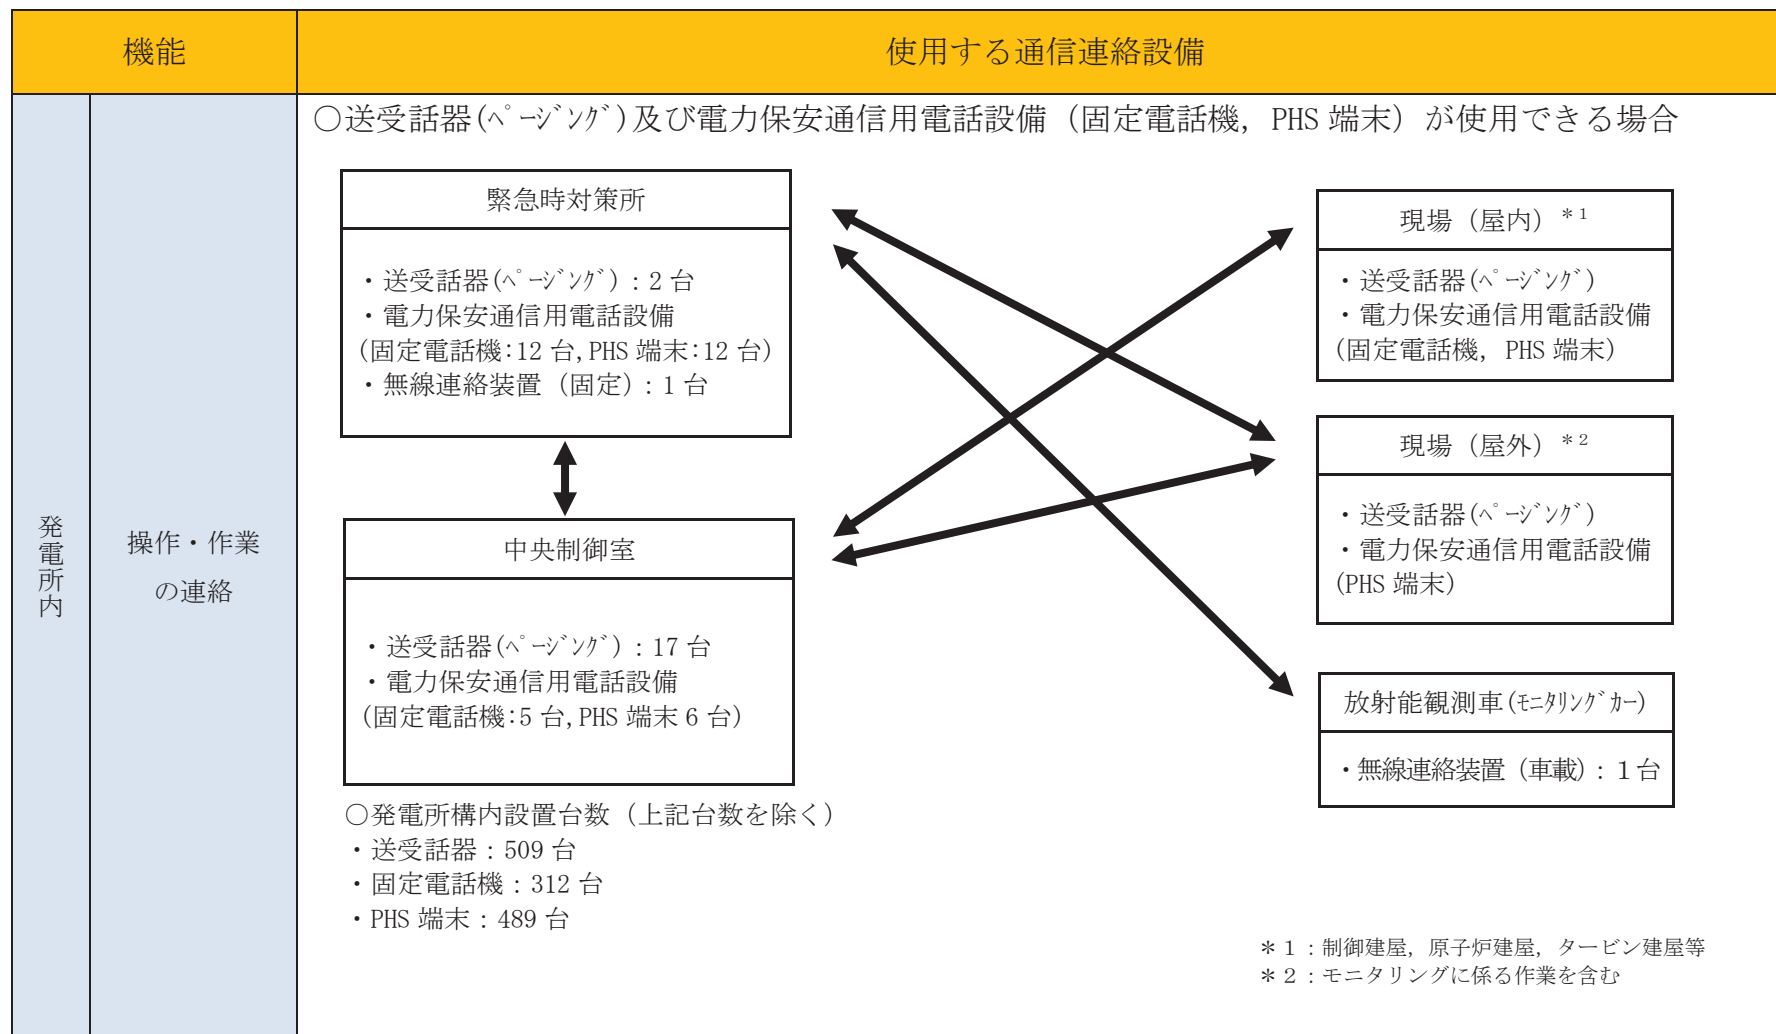 機能
使用する通信連絡設備
発電所内
操作・作業
の連絡
○送受話器(ﾍﾟｰｼﾞﾝｸﾞ)及び電力保安通信用電話設備（固定電話機，PHS 端末）が使用できる場合
緊急時対策所
・送受話器(ﾍﾟｰｼﾞﾝｸﾞ)：2 台
・電力保安通信用電話設備
(固定電話機:12 台,PHS 端末:12 台)
・無線連絡装置（固定）：1 台
中央制御室
・送受話器(ﾍﾟｰｼﾞﾝｸﾞ)：17 台
・電力保安通信用電話設備
(固定電話機:5 台,PHS 端末 6 台)
○発電所構内設置台数（上記台数を除く）
・送受話器：509 台
・固定電話機：312 台
・PHS 端末：489 台
現場（屋内）＊1
・送受話器(ﾍﾟｰｼﾞﾝｸﾞ)
・電力保安通信用電話設備
(固定電話機，PHS 端末)
現場（屋外）＊2
・送受話器(ﾍﾟｰｼﾞﾝｸﾞ)
・電力保安通信用電話設備
(PHS 端末)
放射能観測車(ﾓﾆﾀﾘﾝｸﾞｶｰ)
・無線連絡装置（車載）：１台
＊１：制御建屋，原子炉建屋，タービン建屋等
＊２：モニタリングに係る作業を含む